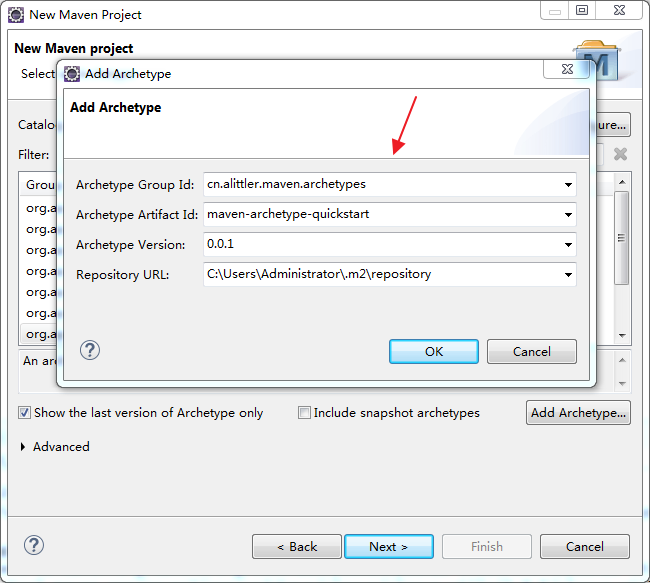 New Maven Project
New Maven project
Select
Add Archetype
Add Archetype
Catalo
ure...
Filter:
Archetype Group Id: cn.alittler.maven.archetypes
Archetype Artifact Id: maven-archetype-quickstart
Archetype Version: 0.0.1
Repository URL: C:\Users\Administrator\.m2\repository
Grou
org.a
org.a
org.a
org.a
org.a
org.a
org.a
An arc
OK
Cancel
Show the last version of Archetype only
Include snapshot archetypes
Add Archetype...
Advanced
< Back
Next >
Finish
Cancel